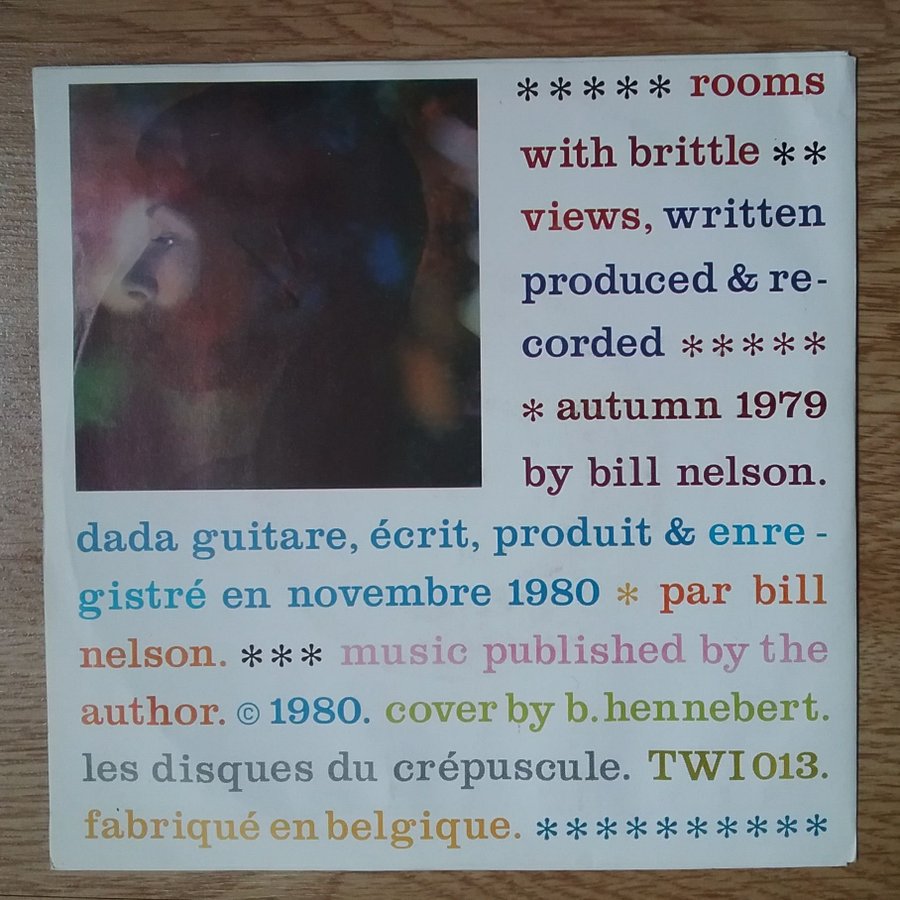 ***** rooms
with brittle **
views, written
produced & re-
corded *****
* autumn 1979
by bill nelson.
dada guitare, écrit, produit & enre-
gistré en novembre 1980 * par bill
nelson. *** music published by the
author. © 1980. cover by b. hennebert.
les disques du crépuscule. TWI 013.
fabriqué en belgique. **********